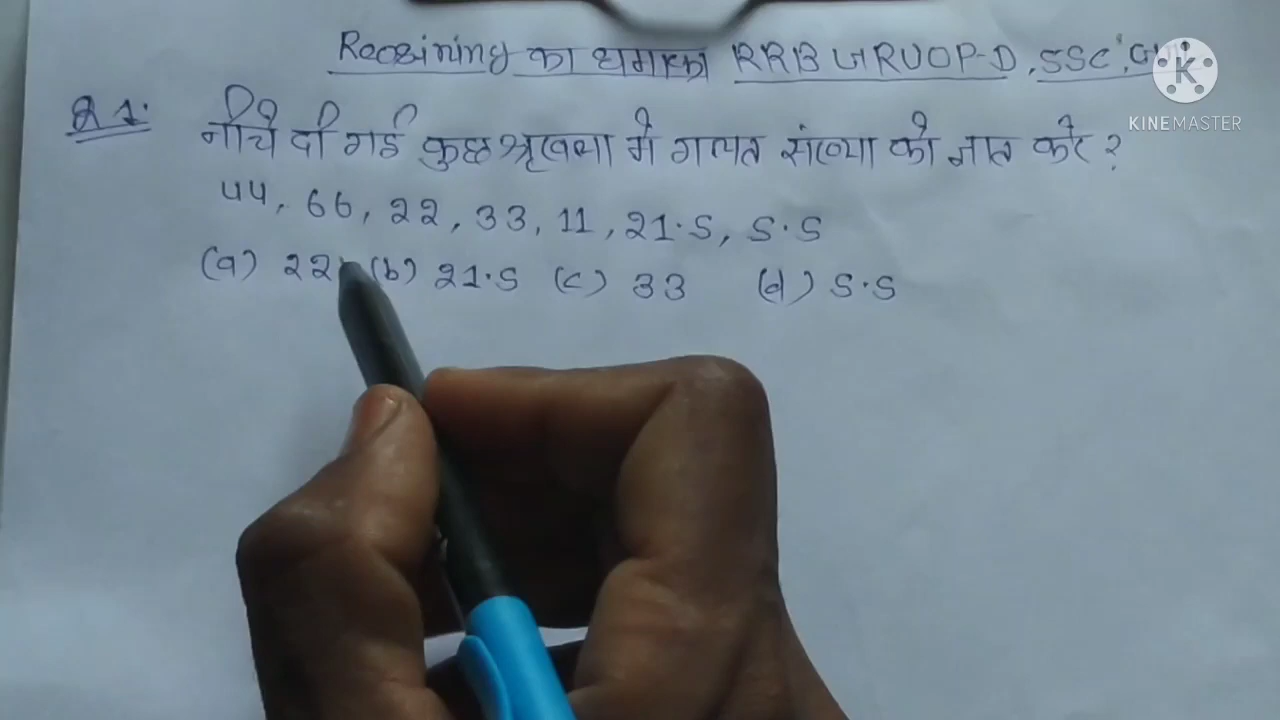 Reosining का धमाका RRB GROUP-D, SSC, G
K
KINEMASTER
Q 1. नीचे दी गई कुछ श्रृंखला मे गलत संख्या को ज्ञात करे ?
44, 66, 22, 33, 11, 21.5, 5.5
(a) 22 (b) 21.5 (c) 33 (d) 5.5